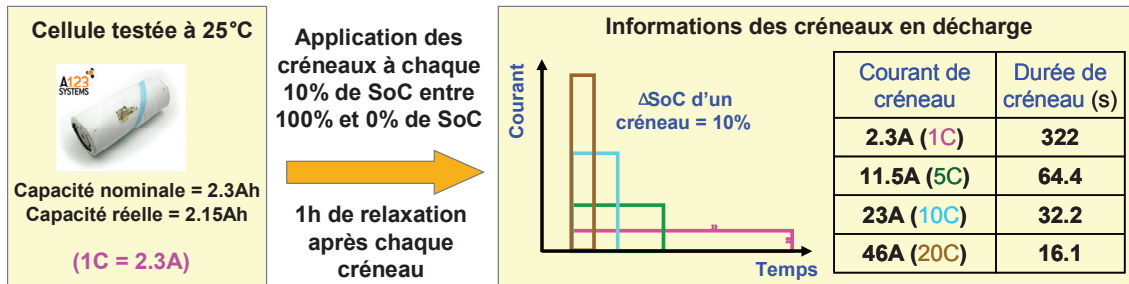 Cellule testée à 25°C
A123
SYSTEMS
Capacité nominale = 2.3Ah
Capacité réelle = 2.15Ah
(1C = 2.3A)
Application des
créneaux à chaque
10% de SoC entre
100% et 0% de SoC
1h de relaxation
après chaque
créneau
Informations des créneaux en décharge
Courant
ΔSoC d'un
créneau = 10%
Temps
Courant de créneau Durée de créneau (s)
2.3A (1C) 322
11.5A (5C) 64.4
23A (10C) 32.2
46A (20C) 16.1